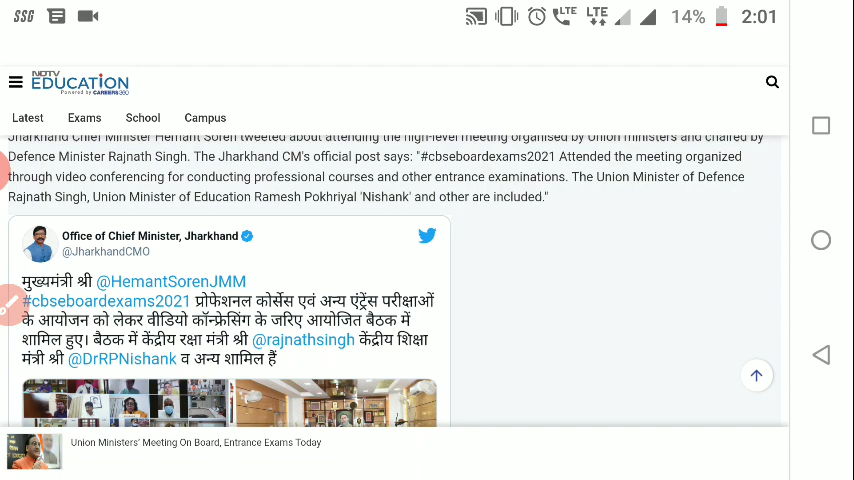 SSG
LTE
LTE
14%
2:01
NDTV
EDUCATION
Powered by CAREERS360
Latest
Exams
School
Campus
Jharkhand Chief Minister Hemant Soren tweeted about attending the high-level meeting organised by Union ministers and chaired by
Defence Minister Rajnath Singh. The Jharkhand CM's official post says: "#cbseboardexams2021 Attended the meeting organized
through video conferencing for conducting professional courses and other entrance examinations. The Union Minister of Defence
Rajnath Singh, Union Minister of Education Ramesh Pokhriyal 'Nishank' and other are included."
Office of Chief Minister, Jharkhand
@JharkhandCMO
मुख्यमंत्री श्री @HemantSorenJMM
#cbseboardexams2021 प्रोफेशनल कोर्सेस एवं अन्य एंट्रेंस परीक्षाओं
के आयोजन को लेकर वीडियो कॉन्फ्रेसिंग के जरिए आयोजित बैठक में
शामिल हुए। बैठक में केंद्रीय रक्षा मंत्री श्री @rajnathsingh केंद्रीय शिक्षा
मंत्री श्री @DrRPNishank व अन्य शामिल हैं
Union Ministers' Meeting On Board, Entrance Exams Today